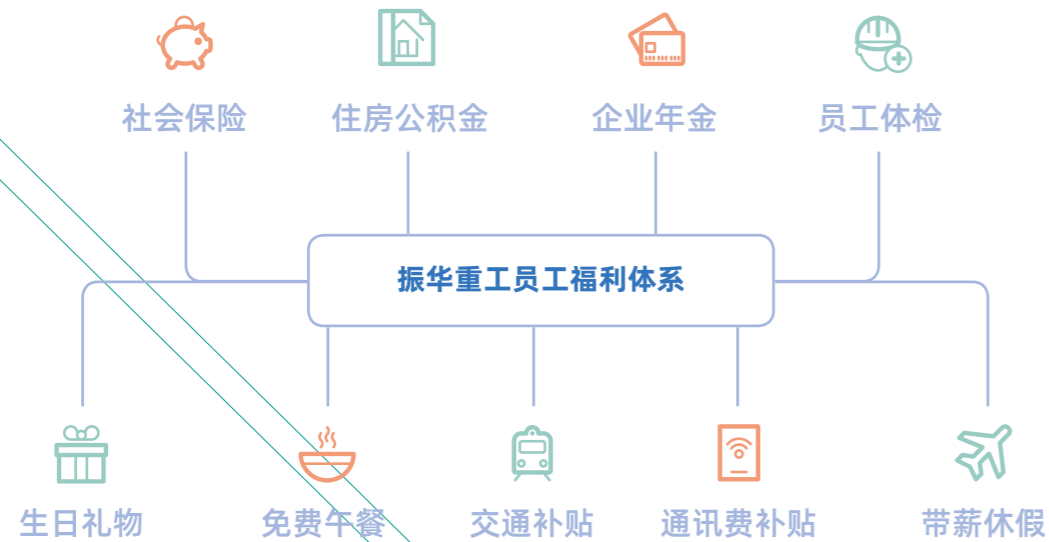 社会保险
住房公积金
企业年金
员工体检
振华重工员工福利体系
生日礼物
免费午餐
交通补贴
通讯费补贴
带薪休假